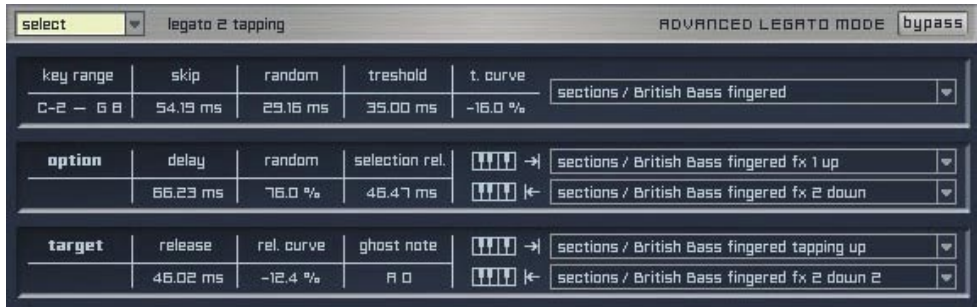 select legato 2 tapping ADVANCED LEGATO MODE bypass
key range skip random treshold t. curve
sections / British Bass fingered
C-2 — G 8 54.19 ms 29.16 ms 35.00 ms -16.0 %
option delay random selection rel. sections / British Bass fingered fx 1 up
66.23 ms 76.0 % 46.47 ms sections / British Bass fingered fx 2 down
target release rel. curve ghost note sections / British Bass fingered tapping up
46.02 ms -12.4 % A 0 sections / British Bass fingered fx 2 down 2